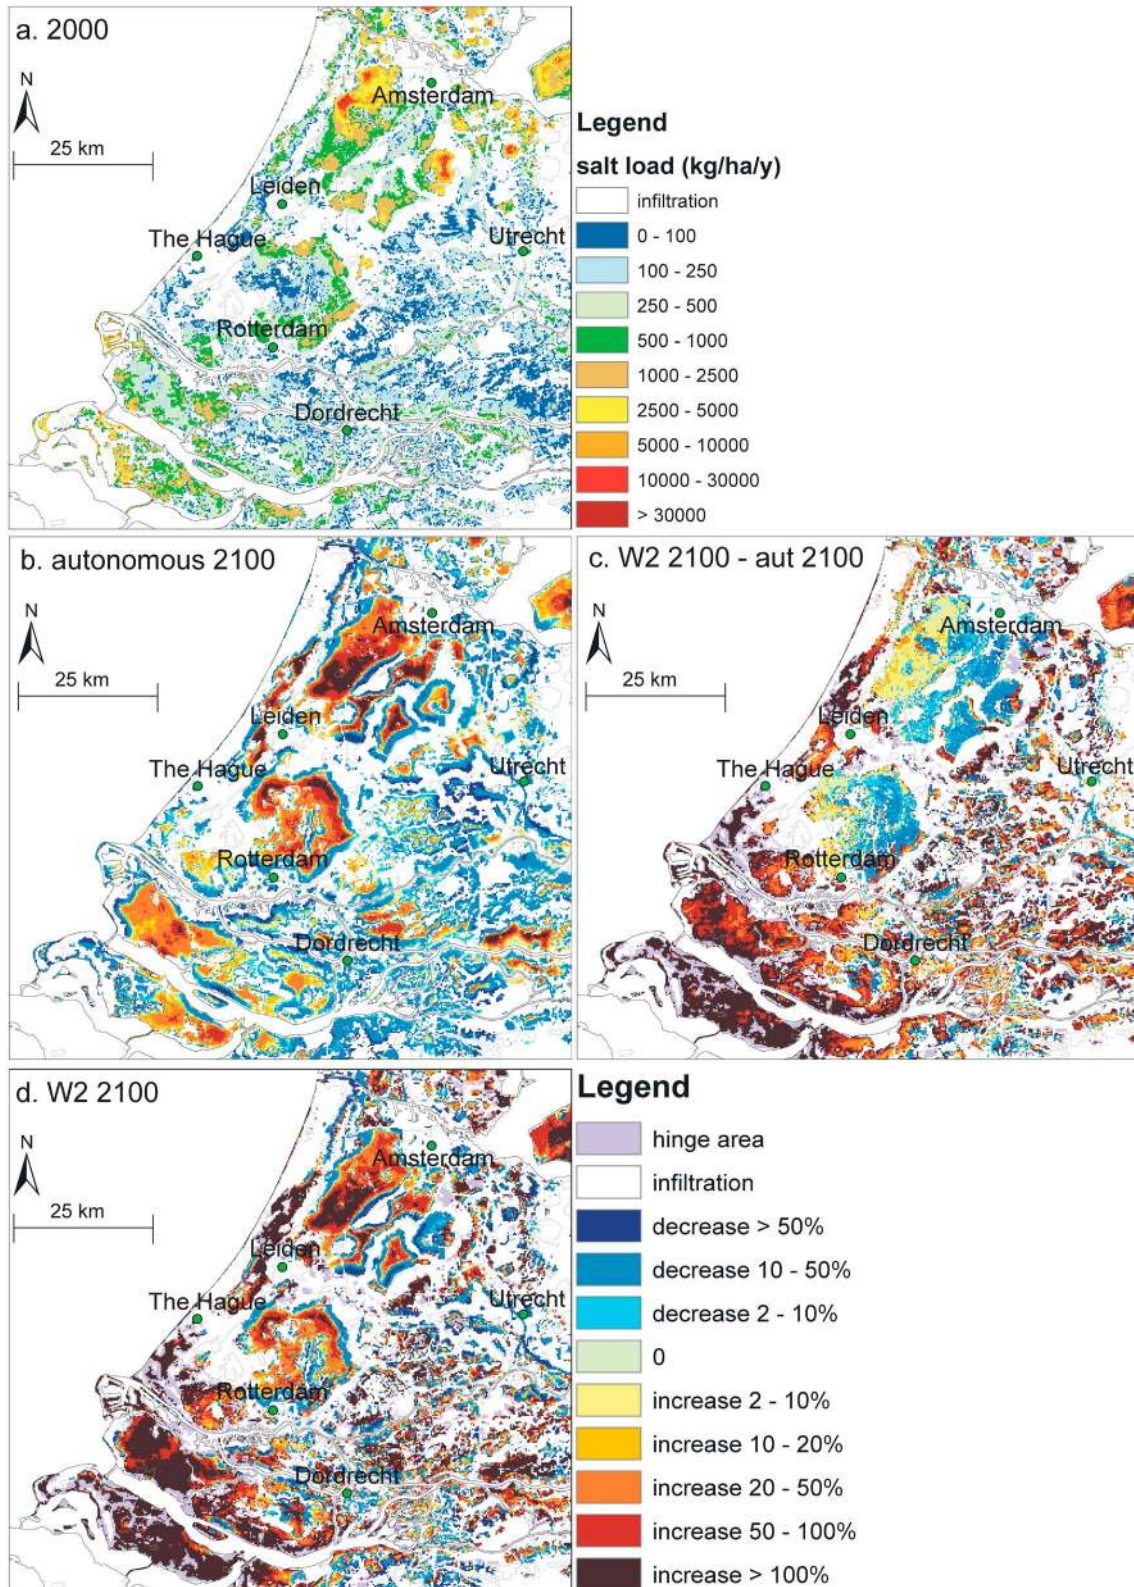 a. 2000
N
25 km
Amsterdam
Leiden
The Hague
Utrecht
Rotterdam
Dordrecht
Legend
salt load (kg/ha/y)
infiltration
0 - 100
100 - 250
250 - 500
500 - 1000
1000 - 2500
2500 - 5000
5000 - 10000
10000 - 30000
> 30000
b. autonomous 2100
N
25 km
Amsterdam
Leiden
The Hague
Utrecht
Rotterdam
Dordrecht
c. W2 2100 - aut 2100
N
25 km
Amsterdam
Leiden
The Hague
Utrecht
Rotterdam
Dordrecht
d. W2 2100
N
25 km
Amsterdam
Leiden
The Hague
Utrecht
Rotterdam
Dordrecht
Legend
hinge area
infiltration
decrease > 50%
decrease 10 - 50%
decrease 2 - 10%
0
increase 2 - 10%
increase 10 - 20%
increase 20 - 50%
increase 50 - 100%
increase > 100%